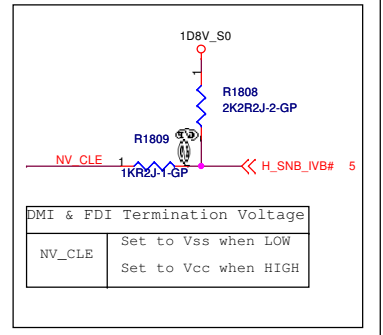 1D8V_S0
1
R1808
2K2R2J-2-GP
R1809
NV_CLE
1
1KR2J-1-GP
H_SNB_IVB# 5
DMI & FDI Termination Voltage
NV_CLE
Set to Vss when LOW
Set to Vcc when HIGH